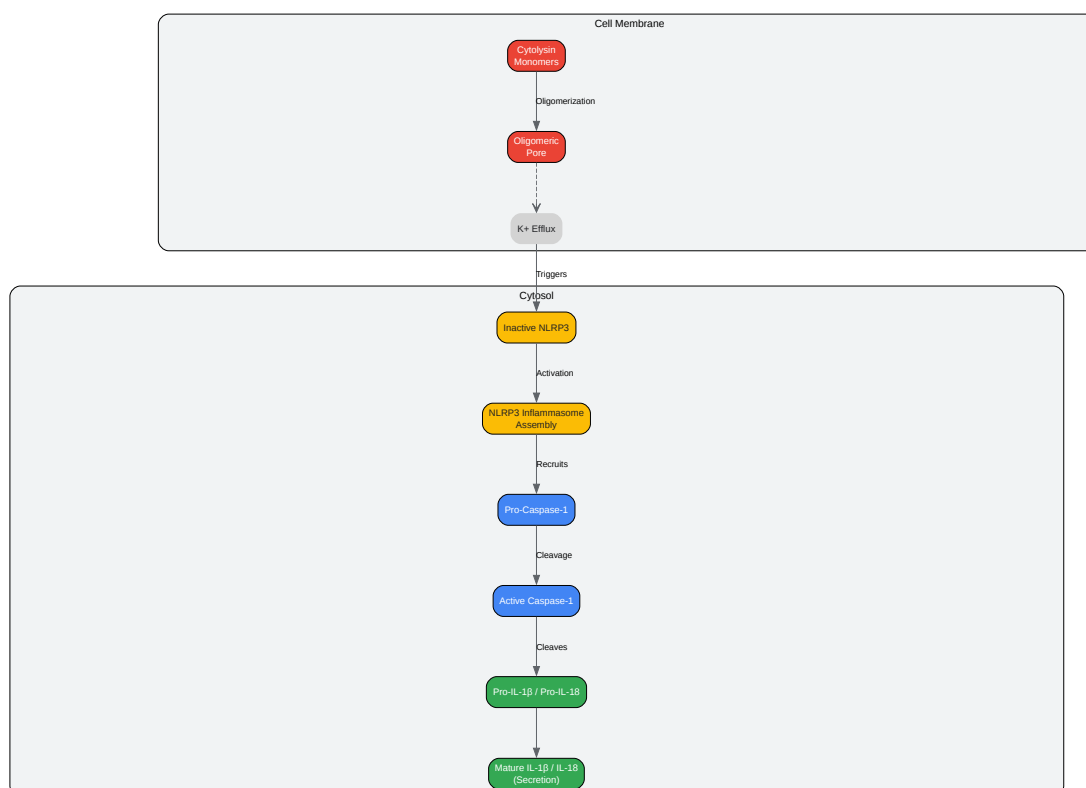 Cell Membrane
Cytolysin
Monomers
Oligomerization
Oligomeric
Pore
K+ Efflux
Triggers
Cytosol
Inactive NLRP3
Activation
NLRP3 Inflammasome
Assembly
Recruits
Pro-Caspase-1
Cleavage
Active Caspase-1
Cleaves
Pro-IL-1β / Pro-IL-18
Mature IL-1β / IL-18
(Secretion)